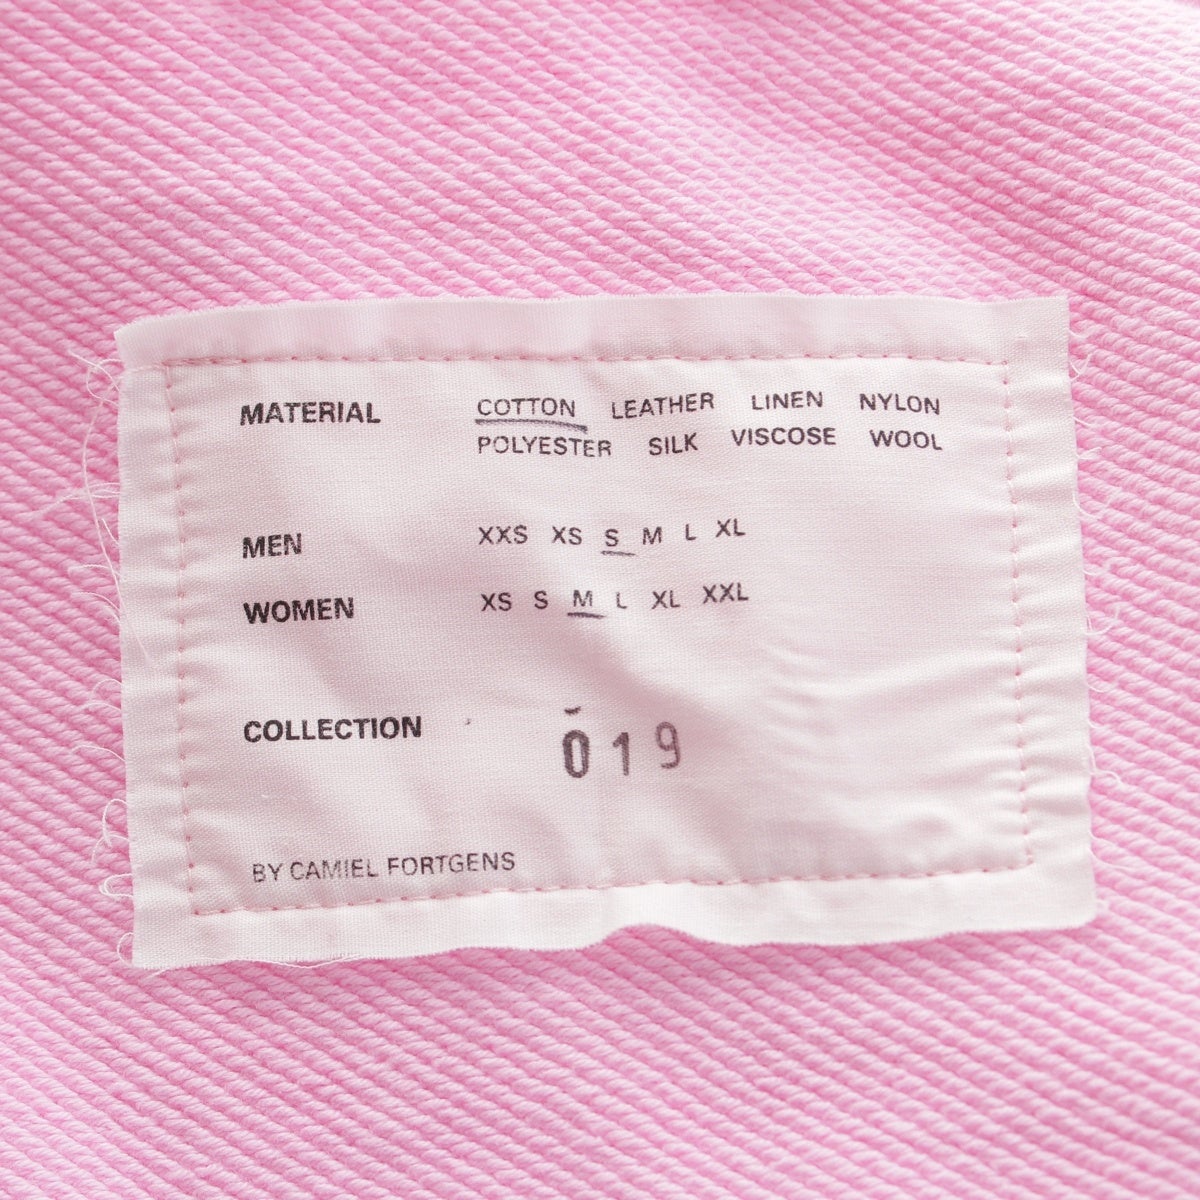 MATERIAL COTTON LEATHER LINEN NYLON
POLYESTER SILK VISCOSE WOOL
MEN XXS XS S M L XL
WOMEN XS S M L XL XXL
COLLECTION 019
BY CAMIEL FORTGENS